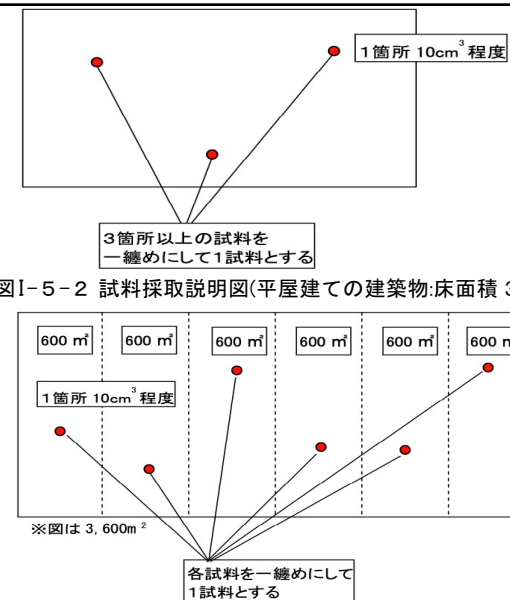 1箇所 10cm³ 程度
3箇所以上の試料を
一纏めにして1試料とする
図I-5-2 試料採取説明図(平屋建ての建築物:床面積 3
600 ㎡ 600 ㎡ 600 ㎡ 600 ㎡ 600 ㎡ 600
1箇所 10cm³ 程度
※図は 3,600m²
各試料を一纏めにして
1試料とする